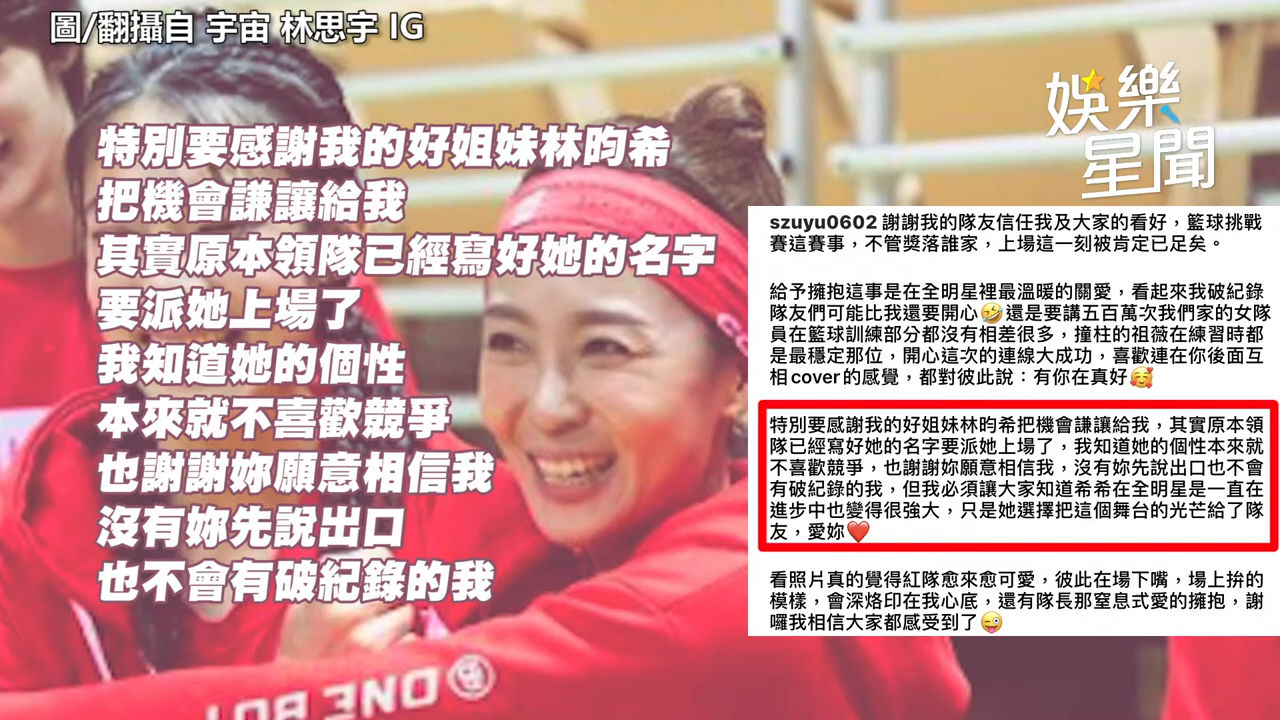 圖/翻攝自 宇宙 林思宇 IG
娛樂
星聞
特別要感謝我的好姐妹林昀希
把機會謙讓給我
其實原本領隊已經寫好她的名字
要派她上場了
我知道她的個性
本來就不喜歡競爭
也謝謝妳願意相信我
沒有妳先說出口
也不會有破紀錄的我
szuyu0602 謝謝我的隊友信任我及大家的看好，籃球挑戰
賽這賽事，不管獎落誰家，上場這一刻被肯定已足矣。
給予擁抱這事是在全明星裡最溫暖的關愛，看起來我破紀錄
隊友們可能比我還要開心🤣還是要講五百萬次我們家的女隊
員在籃球訓練部分都沒有相差很多，撞柱的祖薇在練習時都
是最穩定那位，開心這次的連線大成功，喜歡連在你後面互
相cover的感覺，都對彼此說：有你在真好🥰
特別要感謝我的好姐妹林昀希把機會謙讓給我，其實原本領
隊已經寫好她的名字要派她上場了，我知道她的個性本來就
不喜歡競爭，也謝謝妳願意相信我，沒有妳先說出口也不會
有破紀錄的我，但我必須讓大家知道希希在全明星是一直在
進步中也變得很強大，只是她選擇把這個舞台的光芒給了隊
友，愛妳❤️
看照片真的覺得紅隊愈來愈可愛，彼此在場下嘴，場上拚的
模樣，會深烙印在我心底，還有隊長那窒息式愛的擁抱，謝
囉我相信大家都感受到了😜
ONE BOY